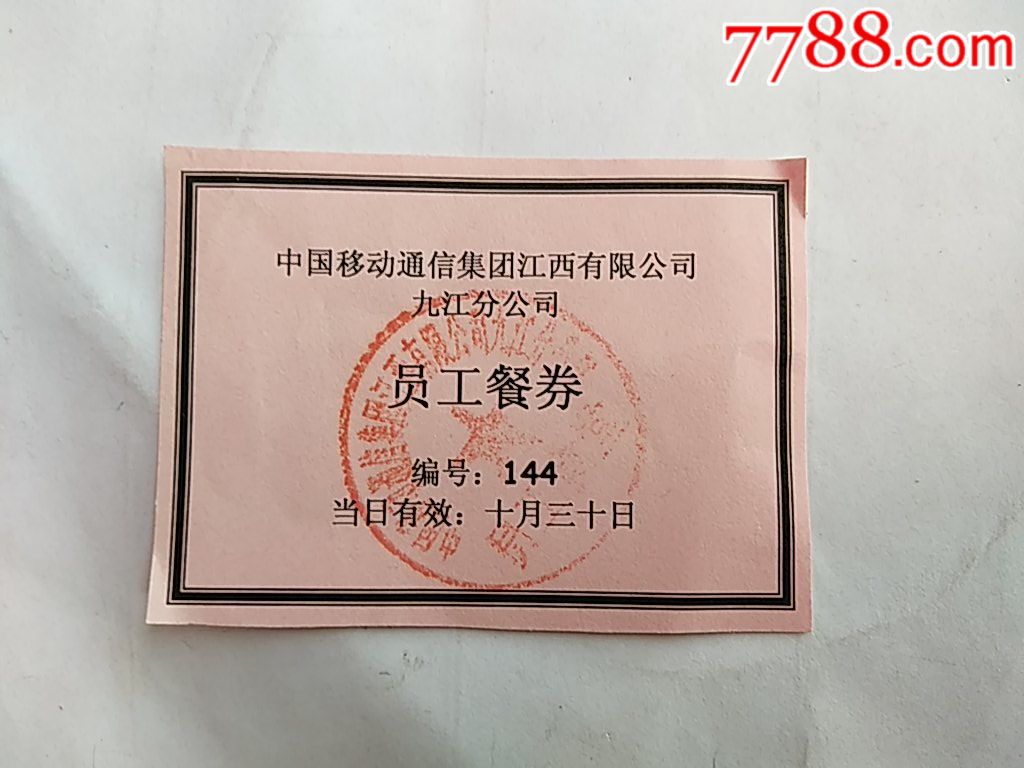 7788.com
中国移动通信集团江西有限公司
九江分公司
员工餐券
编号：144
当日有效：十月三十日